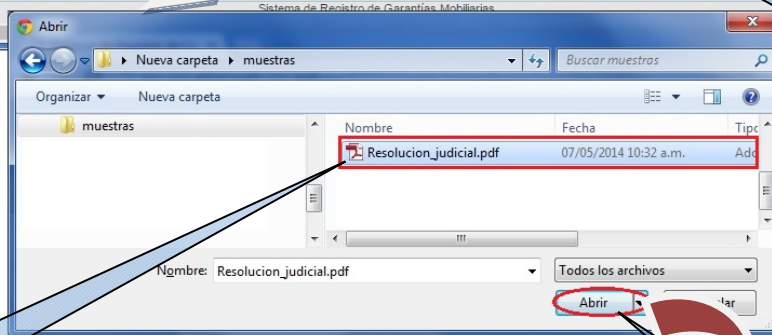 Sistema de Registro de Garantías Mobiliarias
Abrir
Nueva carpeta muestras
Buscar muestras
Organizar Nueva carpeta
muestras
Nombre Fecha
Resolucion_judicial.pdf 07/05/2014 10:32 a.m.
Nombre: Resolucion_judicial.pdf Todos los archivos
Abrir